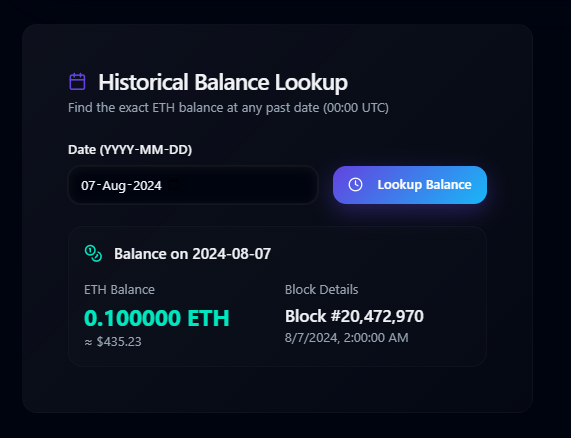 Historical Balance Lookup
Find the exact ETH balance at any past date (00:00 UTC)
Date (YYYY-MM-DD)
07-Aug-2024
Lookup Balance
Balance on 2024-08-07
ETH Balance
0.100000 ETH
≈ $435.23
Block Details
Block #20,472,970
8/7/2024, 2:00:00 AM